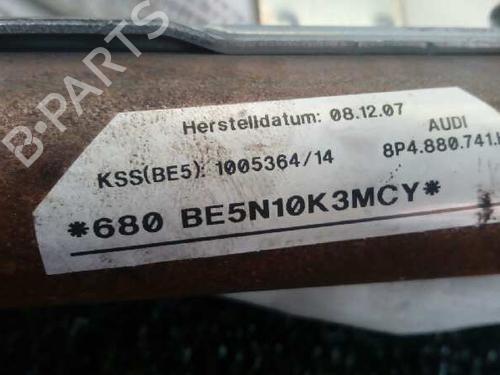 B-PARTS
Herstelldatum: 08.12.07
AUDI
KSS(BE5): 1005364/14
8P4.880.741.
*680 BE5N10K3MCY*